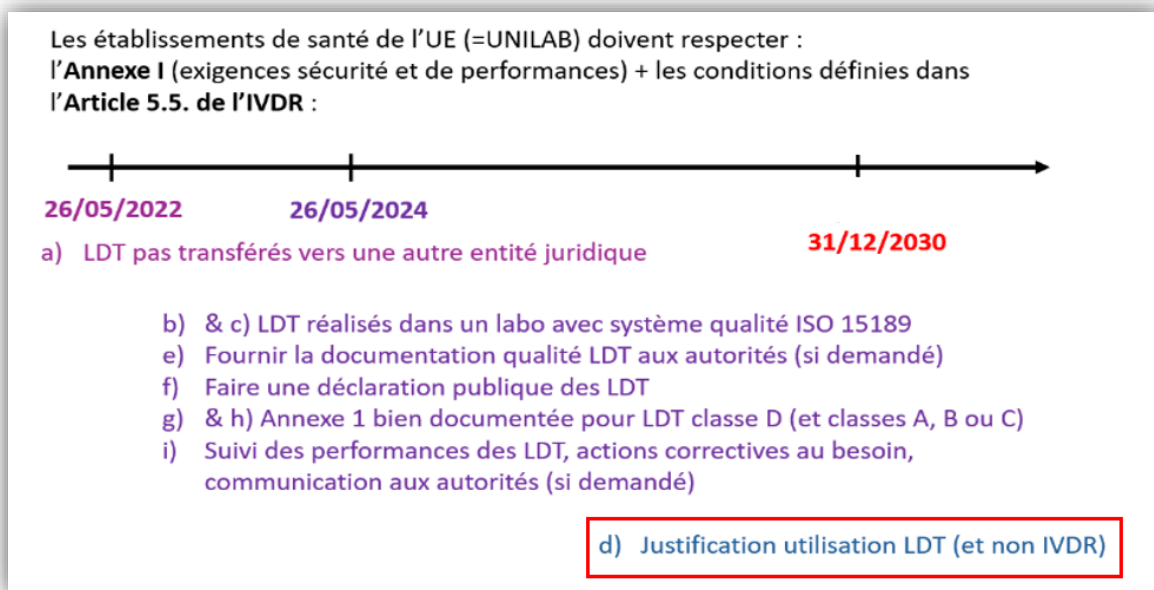 Les établissements de santé de l'UE (=UNILAB) doivent respecter :
l'Annexe I (exigences sécurité et de performances) + les conditions définies dans
l'Article 5.5. de l'IVDR :
26/05/2022
26/05/2024
31/12/2030
a) LDT pas transférés vers une autre entité juridique
b) & c) LDT réalisés dans un labo avec système qualité ISO 15189
e) Fournir la documentation qualité LDT aux autorités (si demandé)
f) Faire une déclaration publique des LDT
g) & h) Annexe 1 bien documentée pour LDT classe D (et classes A, B ou C)
i) Suivi des performances des LDT, actions correctives au besoin,
communication aux autorités (si demandé)
d) Justification utilisation LDT (et non IVDR)